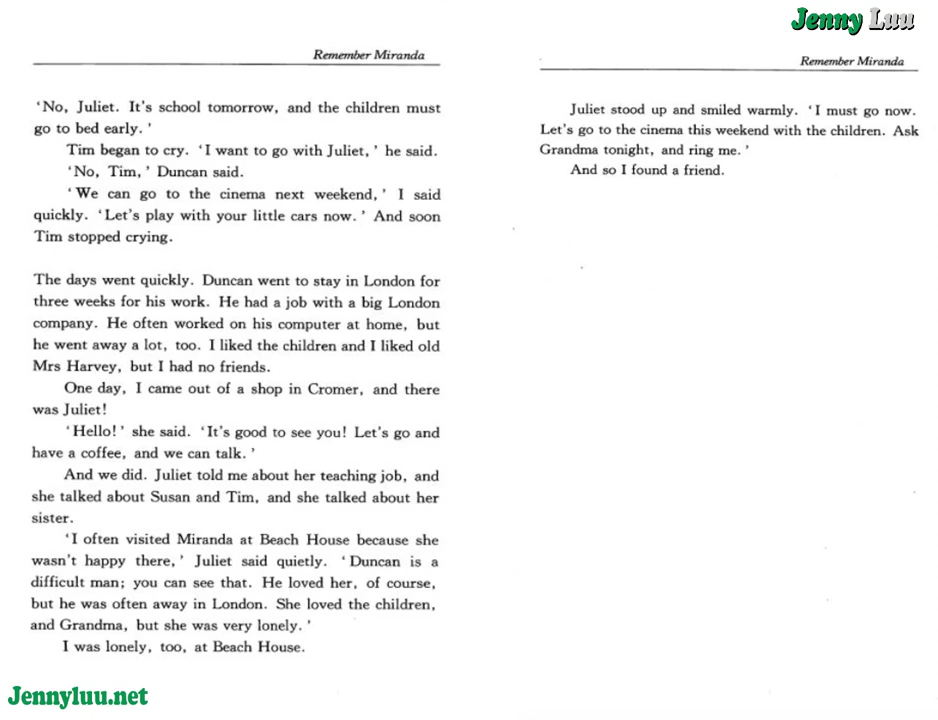 Jenny Luu
Remember Miranda
'No, Juliet. It's school tomorrow, and the children must
go to bed early. '
Tim began to cry. 'I want to go with Juliet, ' he said.
'No, Tim, ' Duncan said.
'We can go to the cinema next weekend, ' I said
quickly. 'Let's play with your little cars now. ' And soon
Tim stopped crying.
The days went quickly. Duncan went to stay in London for
three weeks for his work. He had a job with a big London
company. He often worked on his computer at home, but
he went away a lot, too. I liked the children and I liked old
Mrs Harvey, but I had no friends.
One day, I came out of a shop in Cromer, and there
was Juliet!
'Hello!' she said. 'It's good to see you! Let's go and
have a coffee, and we can talk. '
And we did. Juliet told me about her teaching job, and
she talked about Susan and Tim, and she talked about her
sister.
'I often visited Miranda at Beach House because she
wasn't happy there, ' Juliet said quietly. 'Duncan is a
difficult man; you can see that. He loved her, of course,
but he was often away in London. She loved the children,
and Grandma, but she was very lonely. '
I was lonely, too, at Beach House.
Remember Miranda
Juliet stood up and smiled warmly. 'I must go now.
Let's go to the cinema this weekend with the children. Ask
Grandma tonight, and ring me. '
And so I found a friend.
Jennyluu.net